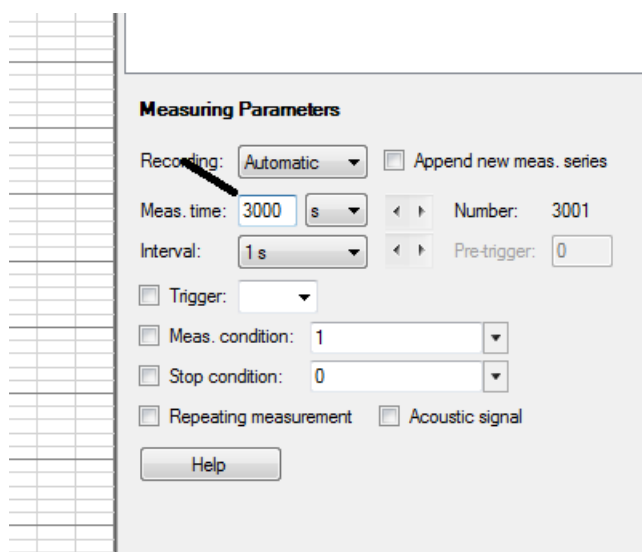 Measuring Parameters
Recording: Automatic Append new meas. series
Meas. time: 3000 s Number: 3001
Interval: 1 s Pre-trigger: 0
Trigger:
Meas. condition: 1
Stop condition: 0
Repeating measurement Acoustic signal
Help